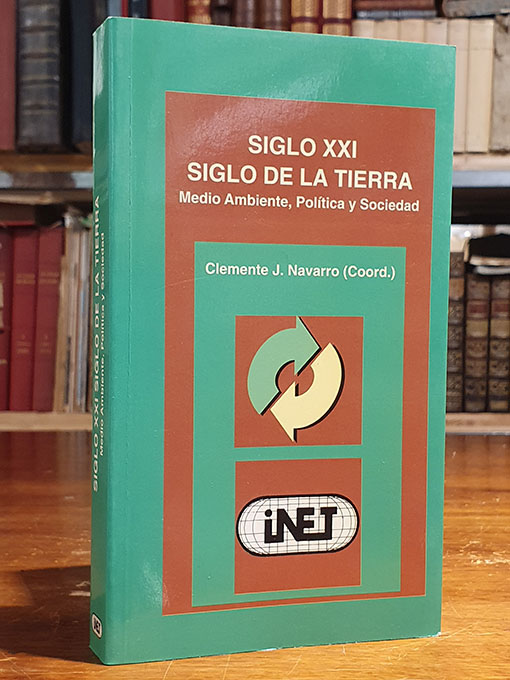 SIGLO XXI
SIGLO DE LA TIERRA
Medio Ambiente, Política y Sociedad
Clemente J. Navarro (Coord.)
iNET
SIGLO XXI SIGLO DE LA TIERRA
Medio Ambiente, Política y Sociedad